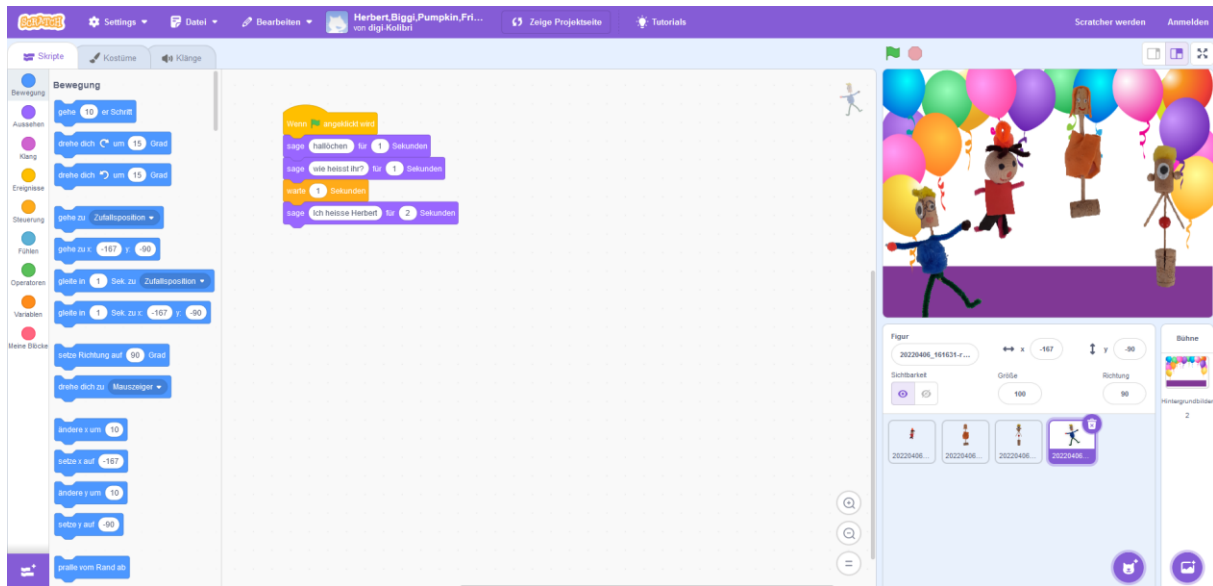 SCRATCH
Settings
Datei
Bearbeiten
Herbert,Biggi,Pumpkin,Fri...
von digi-Kolibri
Zeige Projektseite
Tutorials
Scratcher werden
Anmelden
Skripte
Kostüme
Klänge
Bewegung
Aussehen
Klang
Ereignisse
Steuerung
Fühlen
Operatoren
Variablen
Meine Blöcke
Bewegung
gehe 10 er Schritt
drehe dich um 15 Grad
drehe dich um 15 Grad
gehe zu Zufallsposition
gehe zu x: -167 y: -90
gleite in 1 Sek. zu Zufallsposition
gleite in 1 Sek. zu x: -167 y: -90
setze Richtung auf 90 Grad
drehe dich zu Mauszeiger
ändere x um 10
setze x auf -167
ändere y um 10
setze y auf -90
pralle vom Rand ab
Wenn angeklickt wird
sage hallöchen für 1 Sekunden
sage wie heisst ihr? für 1 Sekunden
warte 1 Sekunden
sage Ich heisse Herbert für 2 Sekunden
Figur
20220406_161631-r...
x -167
y -90
Sichtbarkeit
Größe
Richtung
100
90
20220406...
20220406...
20220406...
20220406...
Bühne
Hintergrundbilder
2